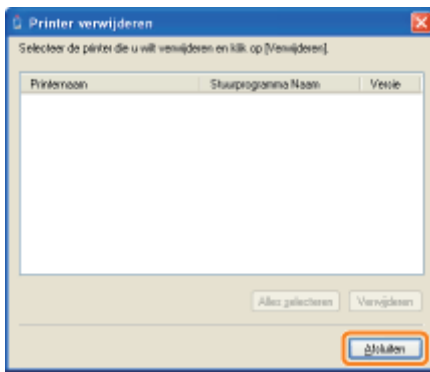 Printer verwijderen
Selecteer de printer die u wilt verwijderen en klik op [Verwijderen].
Printernaam Stuurprogramma Naam Versie
Alles selecteren Verwijderen
Afsluiten